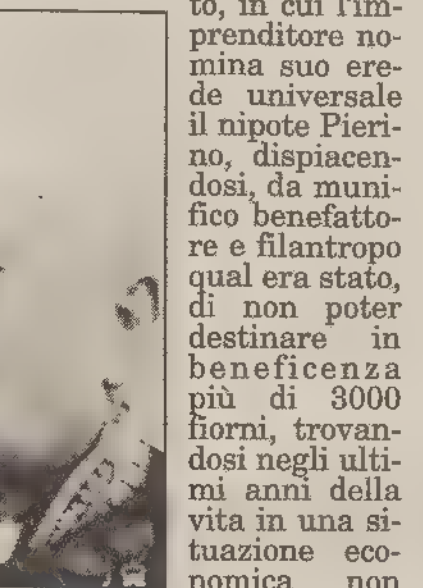 to, in cui l'im-
prenditore no-
mina suo ere-
de universale
il nipote Pieri-
no, dispiacen-
dosi, da muni-
fico benefatto-
re e filantropo
qual era stato,
di non poter
destinare in
beneficenza
più di 3000
fiorni, trovan-
dosi negli ulti-
mi anni della
vita in una si-
tuazione eco-
nomica non